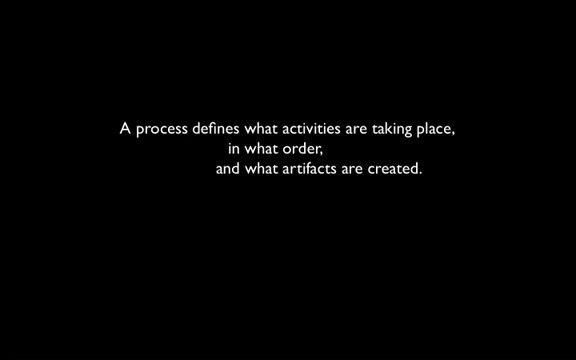 A process defines what activities are taking place,
in what order,
and what artifacts are created.